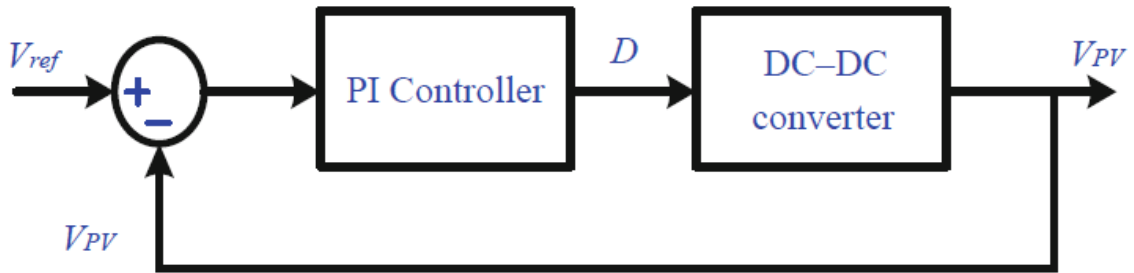 Vref
+
−
PI Controller
D
DC–DC
converter
VPV
VPV